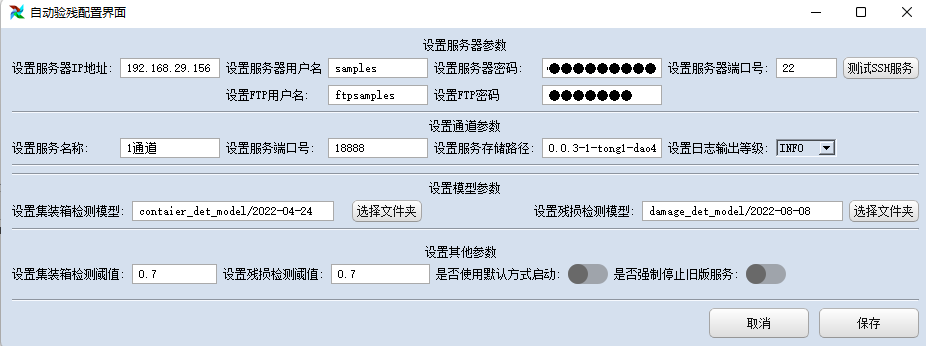 自动验残配置界面
设置服务器参数
设置服务器IP地址: 192.168.29.156 设置服务器用户名 samples 设置服务器密码: ●●●●●●●●● 设置服务器端口号: 22 测试SSH服务
设置FTP用户名: ftpsamples 设置FTP密码 ●●●●●●●
设置通道参数
设置服务名称: 1通道 设置服务端口号: 18888 设置服务存储路径: 0.0.3-1-tong1-dao4 设置日志输出等级: INFO
设置模型参数
设置集装箱检测模型: contaier_det_model/2022-04-24 选择文件夹 设置残损检测模型: damage_det_model/2022-08-08 选择文件夹
设置其他参数
设置集装箱检测阈值: 0.7 设置残损检测阈值: 0.7 是否使用默认方式启动: 是否强制停止旧版服务:
取消 保存